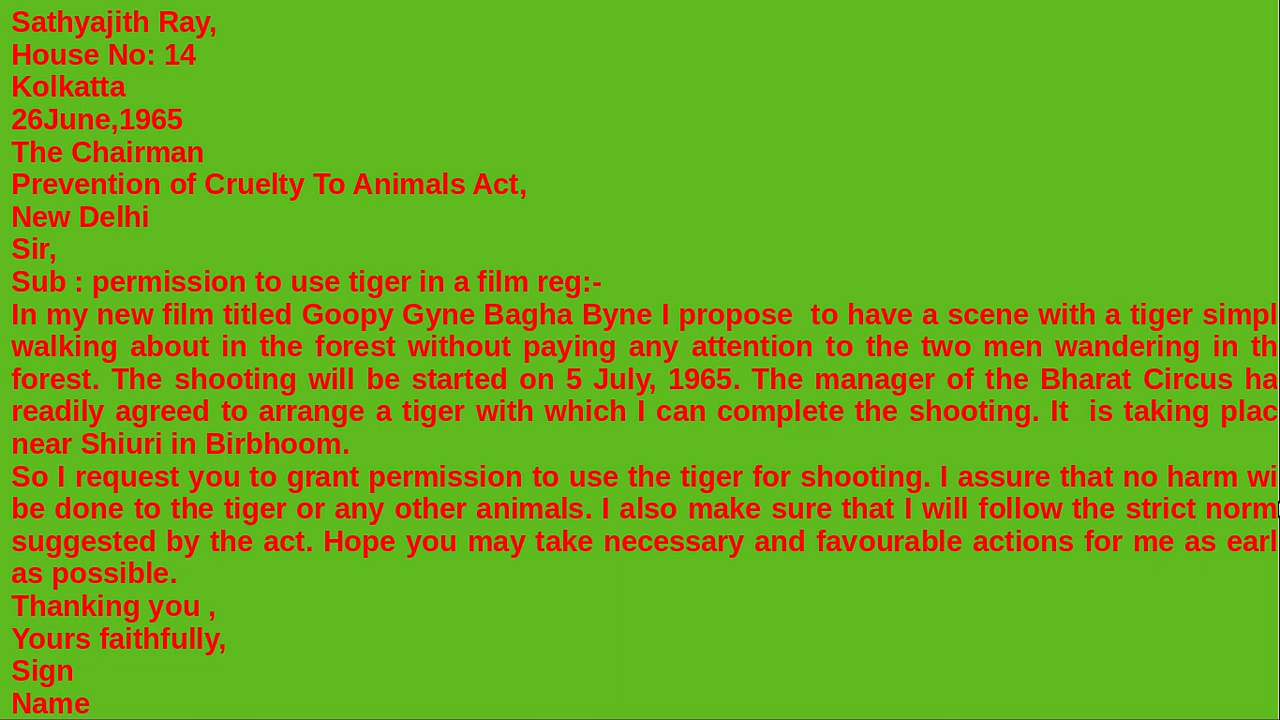 Sathyajith Ray,
House No: 14
Kolkatta
26June,1965
The Chairman
Prevention of Cruelty To Animals Act,
New Delhi
Sir,
Sub : permission to use tiger in a film reg:-
In my new film titled Goopy Gyne Bagha Byne I propose  to have a scene with a tiger simpl
walking about in the forest without paying any attention to the two men wandering in th
forest. The shooting will be started on 5 July, 1965. The manager of the Bharat Circus ha
readily agreed to arrange a tiger with which I can complete the shooting. It  is taking plac
near Shiuri in Birbhoom.
So I request you to grant permission to use the tiger for shooting. I assure that no harm wi
be done to the tiger or any other animals. I also make sure that I will follow the strict norm
suggested by the act. Hope you may take necessary and favourable actions for me as earl
as possible.
Thanking you ,
Yours faithfully,
Sign
Name